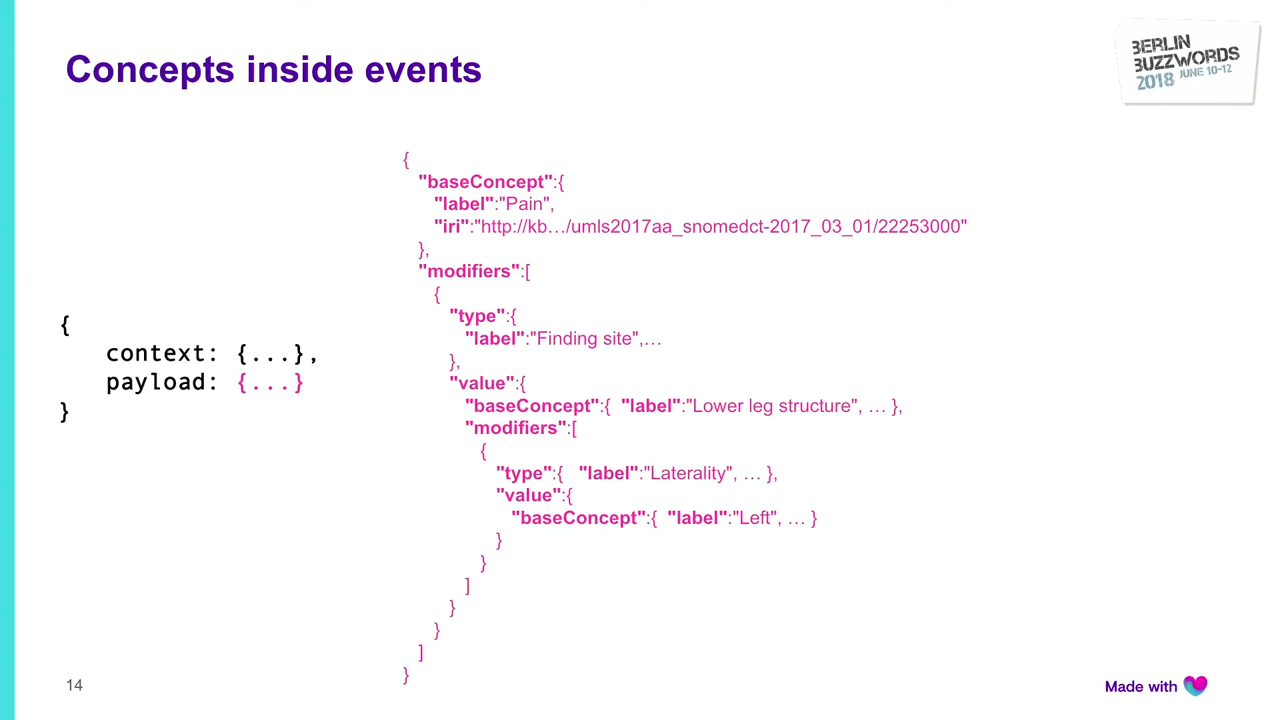 Concepts inside events
BERLIN
BUZZWORDS
2018 JUNE 10-12
{
context: {...},
payload: {...}
}
{
"baseConcept":{
"label":"Pain",
"iri":"http://kb…/umls2017aa_snomedct-2017_03_01/22253000"
},
"modifiers":[
{
"type":{
"label":"Finding site",…
},
"value":{
"baseConcept":{ "label":"Lower leg structure", … },
"modifiers":[
{
"type":{ "label":"Laterality", … },
"value":{
"baseConcept":{ "label":"Left", … }
}
}
]
}
}
]
}
14
Made with